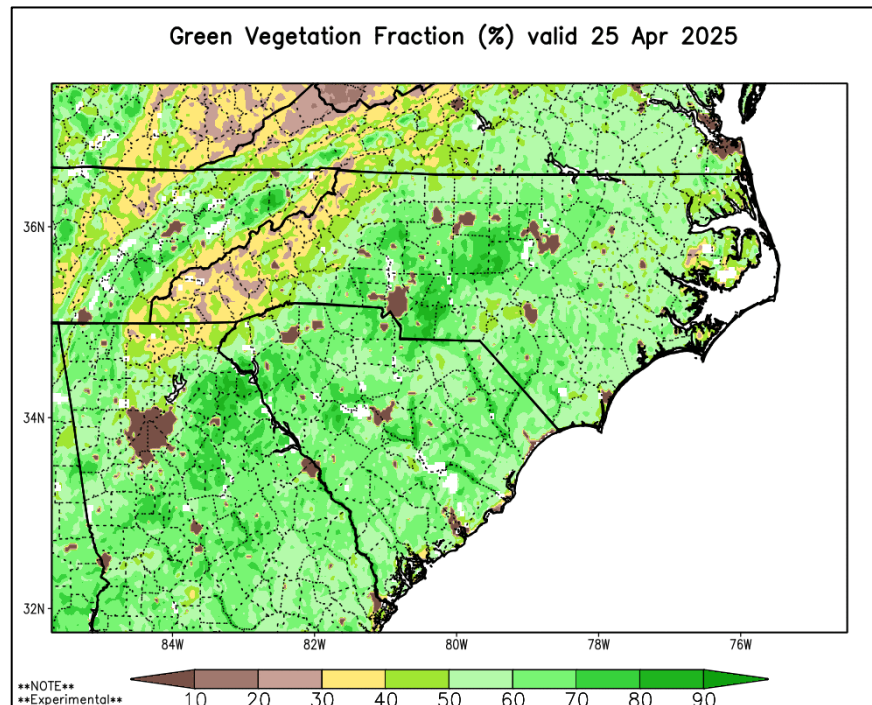 Green Vegetation Fraction (%) valid 25 Apr 2025
36N
34N
32N
84W 82W 80W 78W 76W
**NOTE**
**Experimental**
10 20 30 40 50 60 70 80 90